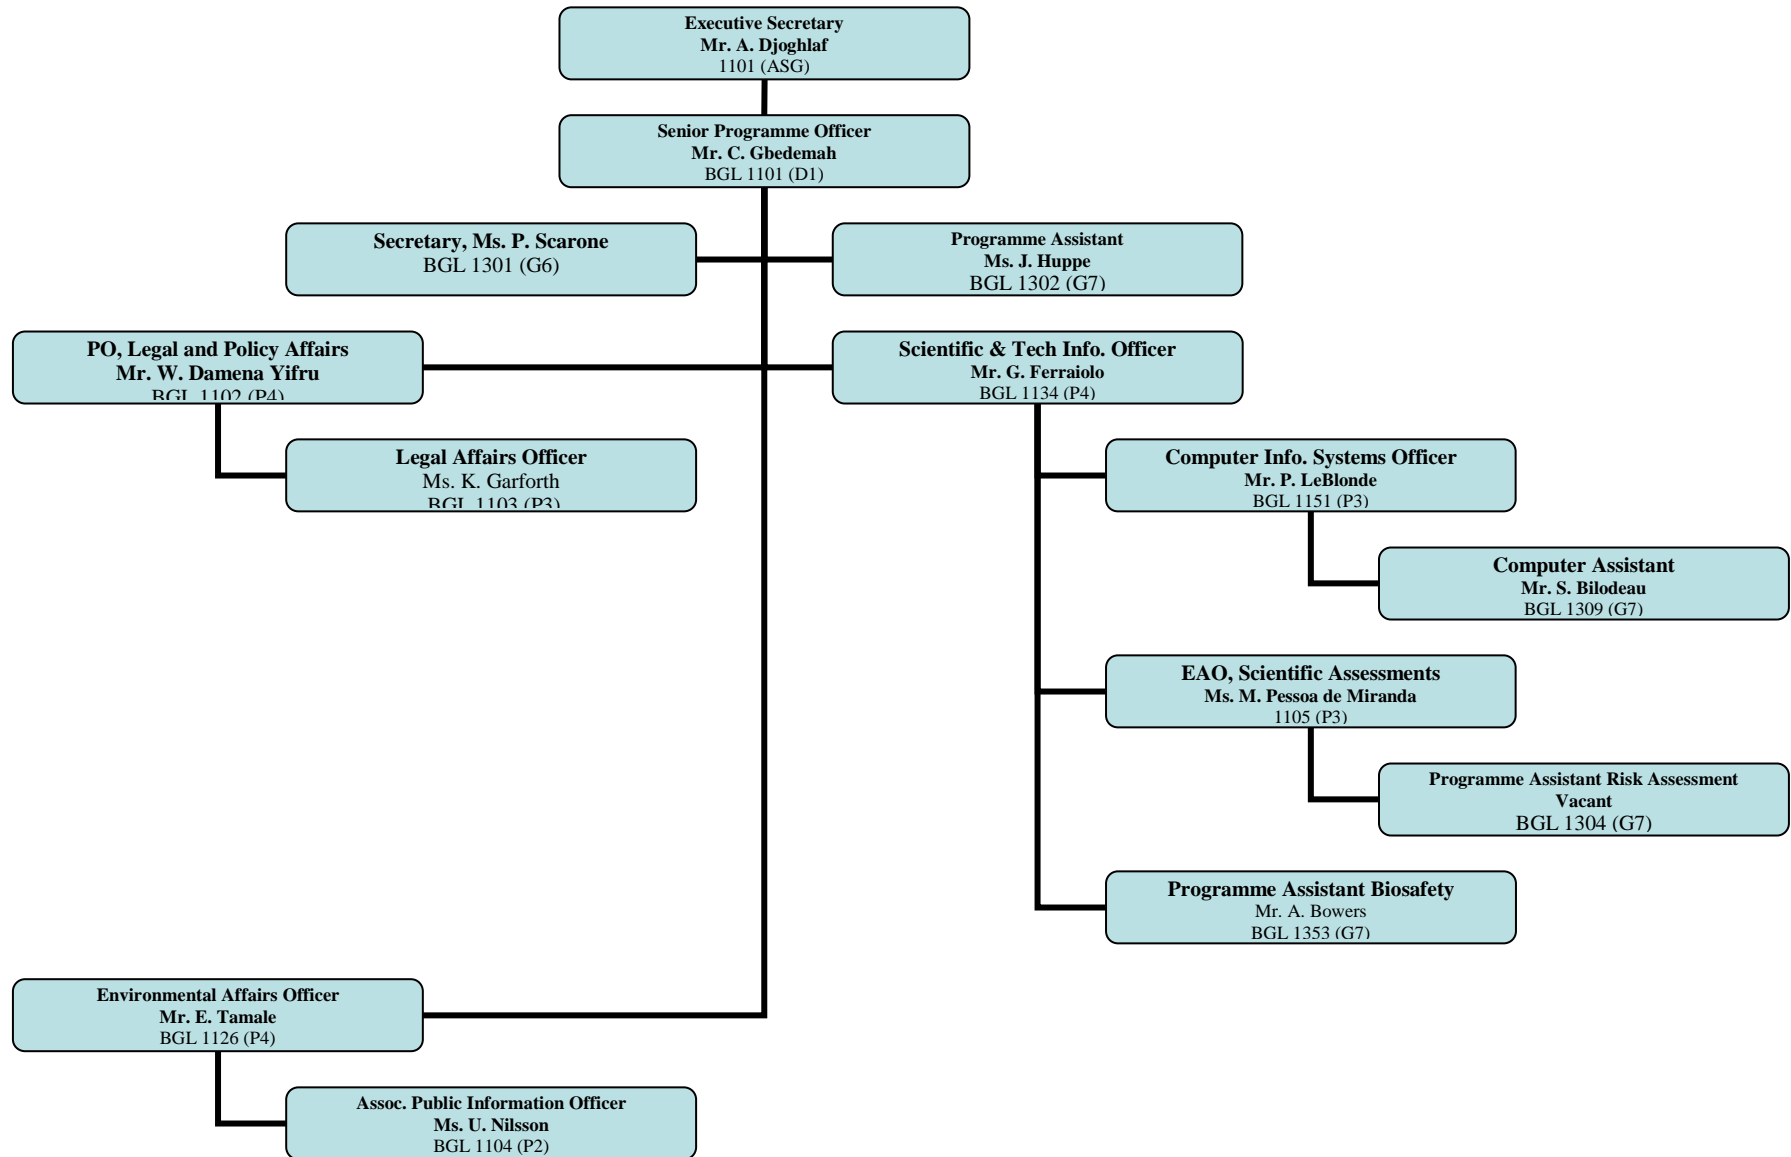 Executive Secretary
Mr. A. Djoghlaf
1101 (ASG)
Senior Programme Officer
Mr. C. Gbedemah
BGL 1101 (D1)
Secretary, Ms. P. Scarone
BGL 1301 (G6)
Programme Assistant
Ms. J. Huppe
BGL 1302 (G7)
PO, Legal and Policy Affairs
Mr. W. Damena Yifru
BGL 1102 (P4)
Scientific & Tech Info. Officer
Mr. G. Ferraiolo
BGL 1134 (P4)
Legal Affairs Officer
Ms. K. Garforth
BGL 1103 (P3)
Computer Info. Systems Officer
Mr. P. LeBlonde
BGL 1151 (P3)
Computer Assistant
Mr. S. Bilodeau
BGL 1309 (G7)
EAO, Scientific Assessments
Ms. M. Pessoa de Miranda
1105 (P3)
Programme Assistant Risk Assessment
Vacant
BGL 1304 (G7)
Programme Assistant Biosafety
Mr. A. Bowers
BGL 1353 (G7)
Environmental Affairs Officer
Mr. E. Tamale
BGL 1126 (P4)
Assoc. Public Information Officer
Ms. U. Nilsson
BGL 1104 (P2)